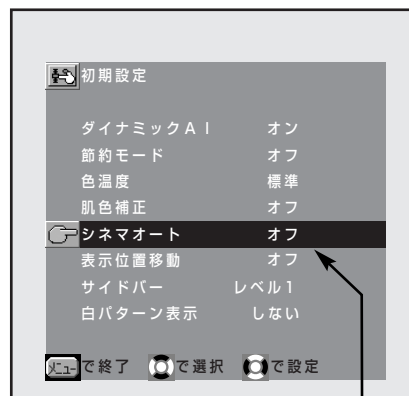 初期設定
ダイナミックAI オン
節約モード オフ
色温度 標準
肌色補正 オフ
シネマオート オフ
表示位置移動 オフ
サイドバー レベル1
白パターン表示 しない
メニューで終了 で選択 で設定